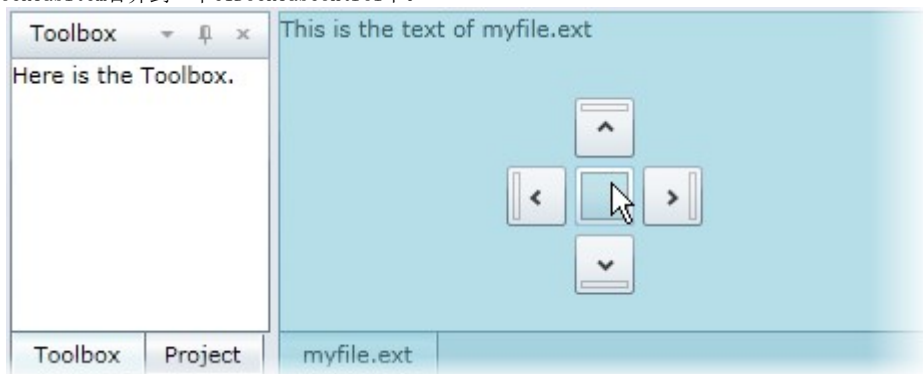 Toolbox
This is the text of myfile.ext
Here is the Toolbox.
Toolbox
Project
myfile.ext